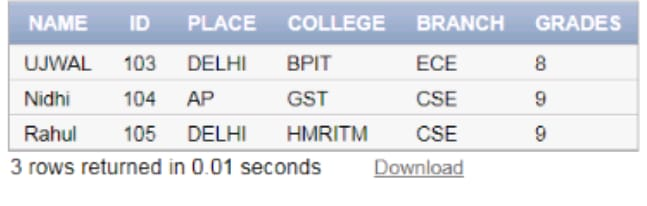 NAME ID PLACE COLLEGE BRANCH GRADES
UJWAL 103 DELHI BPIT ECE 8
Nidhi 104 AP GST CSE 9
Rahul 105 DELHI HMRITM CSE 9
3 rows returned in 0.01 seconds Download